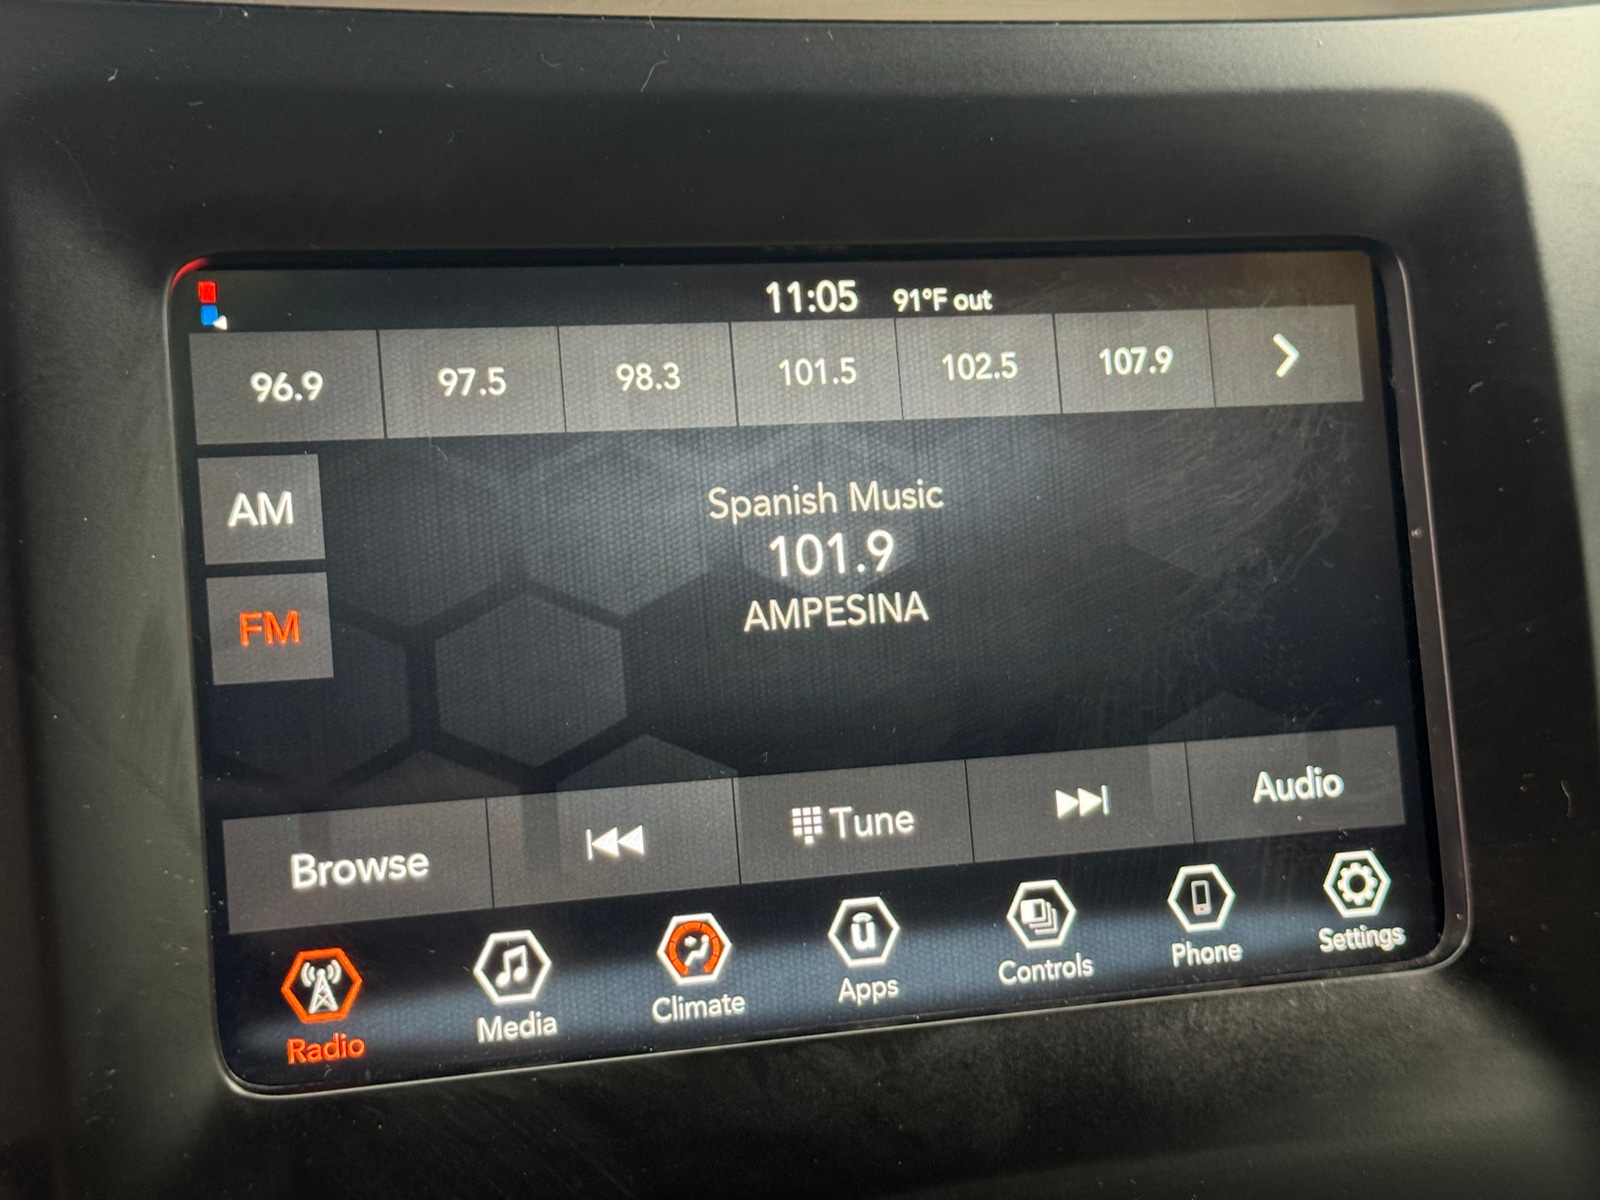 11:05 91°F out
96.9 97.5 98.3 101.5 102.5 107.9
AM
FM
Spanish Music
101.9
AMPESINA
Browse Tune Audio
Radio Media Climate Apps Controls Phone Settings